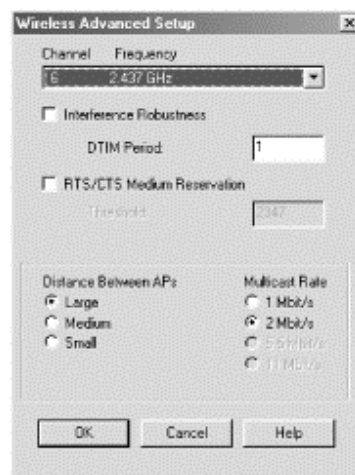 Wireless Advanced Setup
Channel Frequency
6 2.437 GHz
Interference Robustness
DTIM Period: 1
RTS/CTS Medium Reservation
Threshold: 2347
Distance Between APs
Large
Medium
Small
Multicast Rate
1 Mbit/s
2 Mbit/s
5.5 Mbit/s
11 Mbit/s
OK Cancel Help